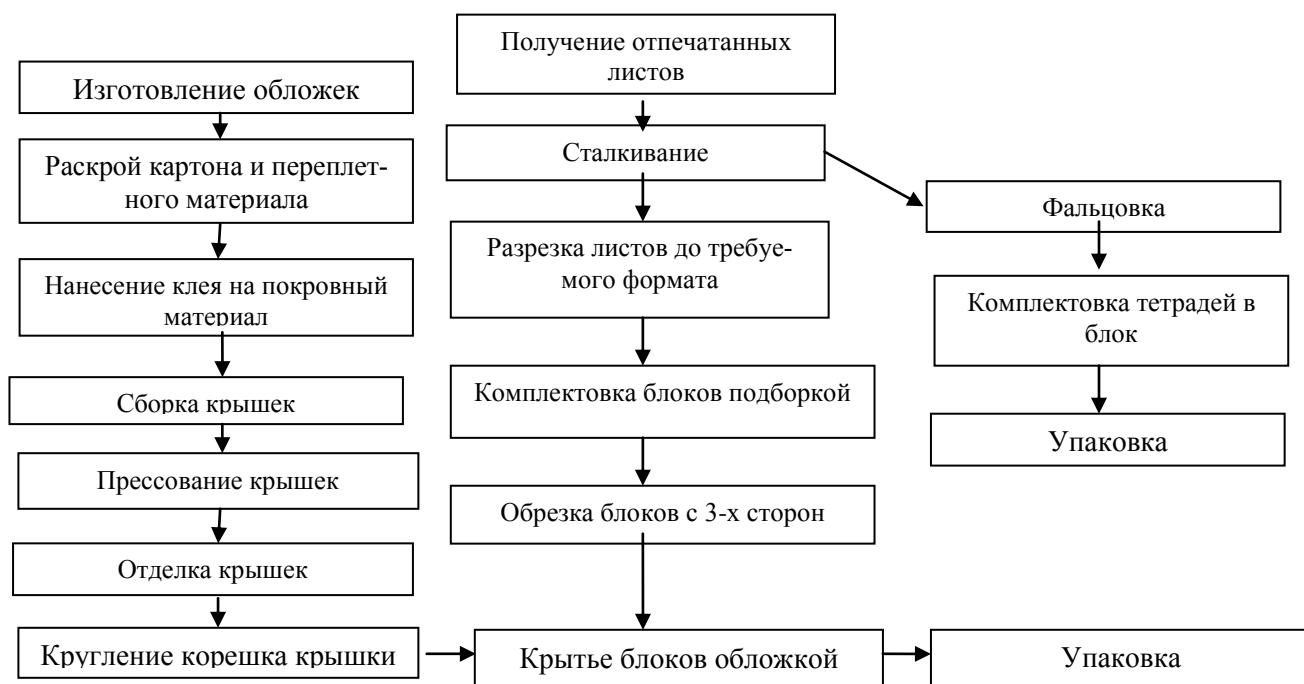 Изготовление обложек
Раскрой картона и переплет-
ного материала
Нанесение клея на покровный
материал
Сборка крышек
Прессование крышек
Отделка крышек
Кругление корешка крышки
Получение отпечатанных
листов
Сталкивание
Разрезка листов до требуе-
мого формата
Комплектовка блоков подборкой
Обрезка блоков с 3-х сторон
Крытье блоков обложкой
Фальцовка
Комплектовка тетрадей в
блок
Упаковка
Упаковка